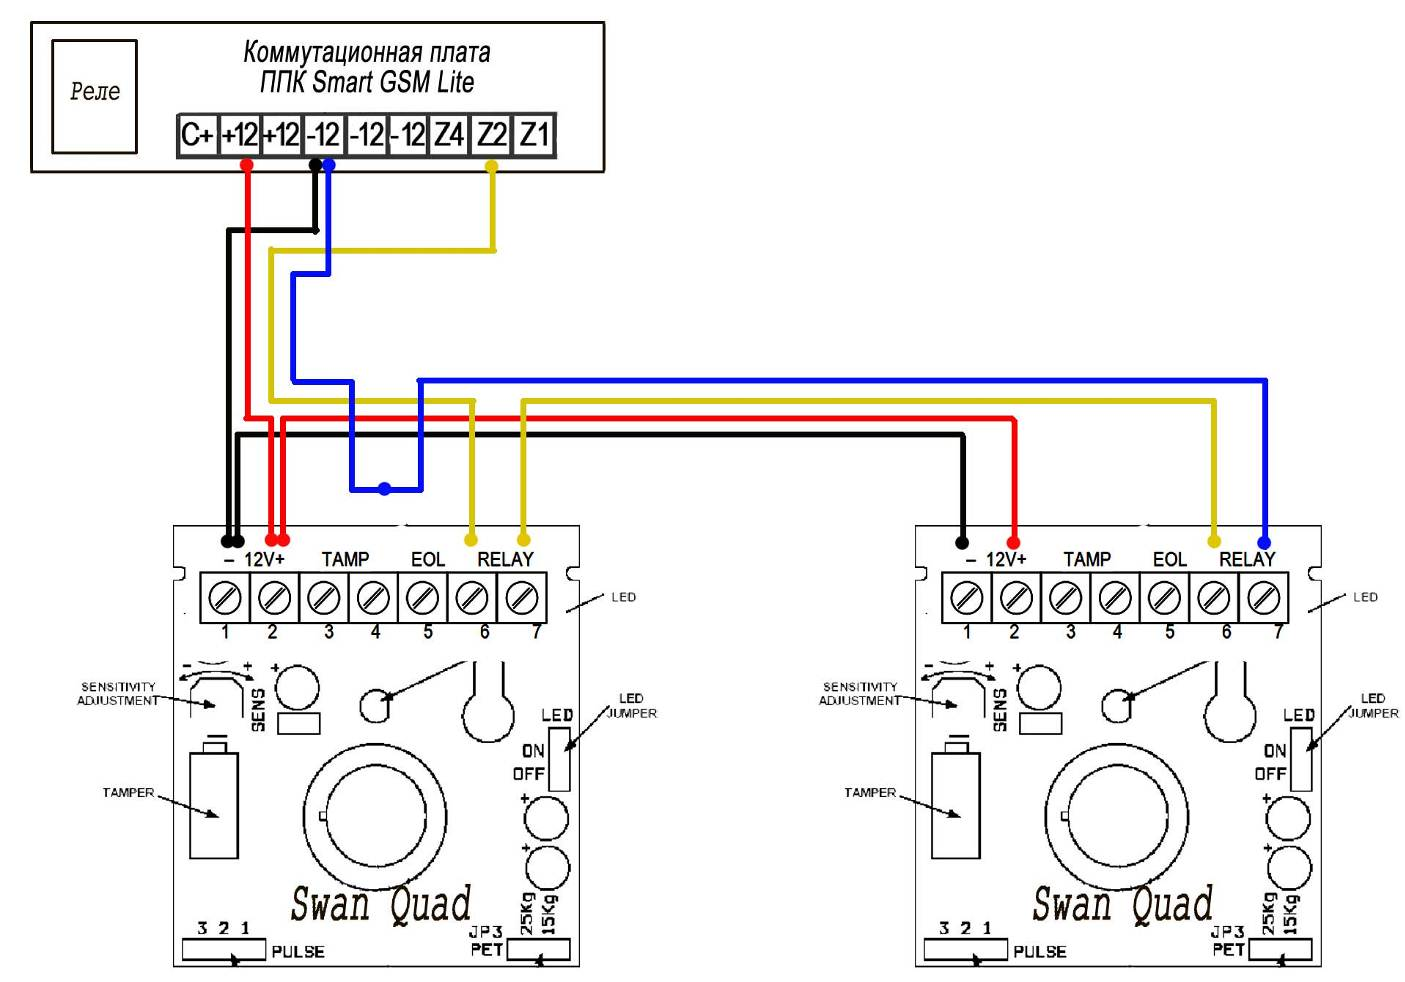 Коммутационная плата
ППК Smart GSM Lite
Реле
C+ +12 +12 -12 -12 -12 Z4 Z2 Z1
– 12V+ TAMP EOL RELAY
1 2 3 4 5 6 7
LED
SENSITIVITY
ADJUSTMENT
- + +
SENS
LED
JUMPER
LED
ON
OFF
TAMPER
+
+
Swan Quad
25Kg
15Kg
3 2 1
PULSE
JP3
PET
– 12V+ TAMP EOL RELAY
1 2 3 4 5 6 7
LED
SENSITIVITY
ADJUSTMENT
- + +
SENS
LED
JUMPER
LED
ON
OFF
TAMPER
+
+
Swan Quad
25Kg
15Kg
3 2 1
PULSE
JP3
PET